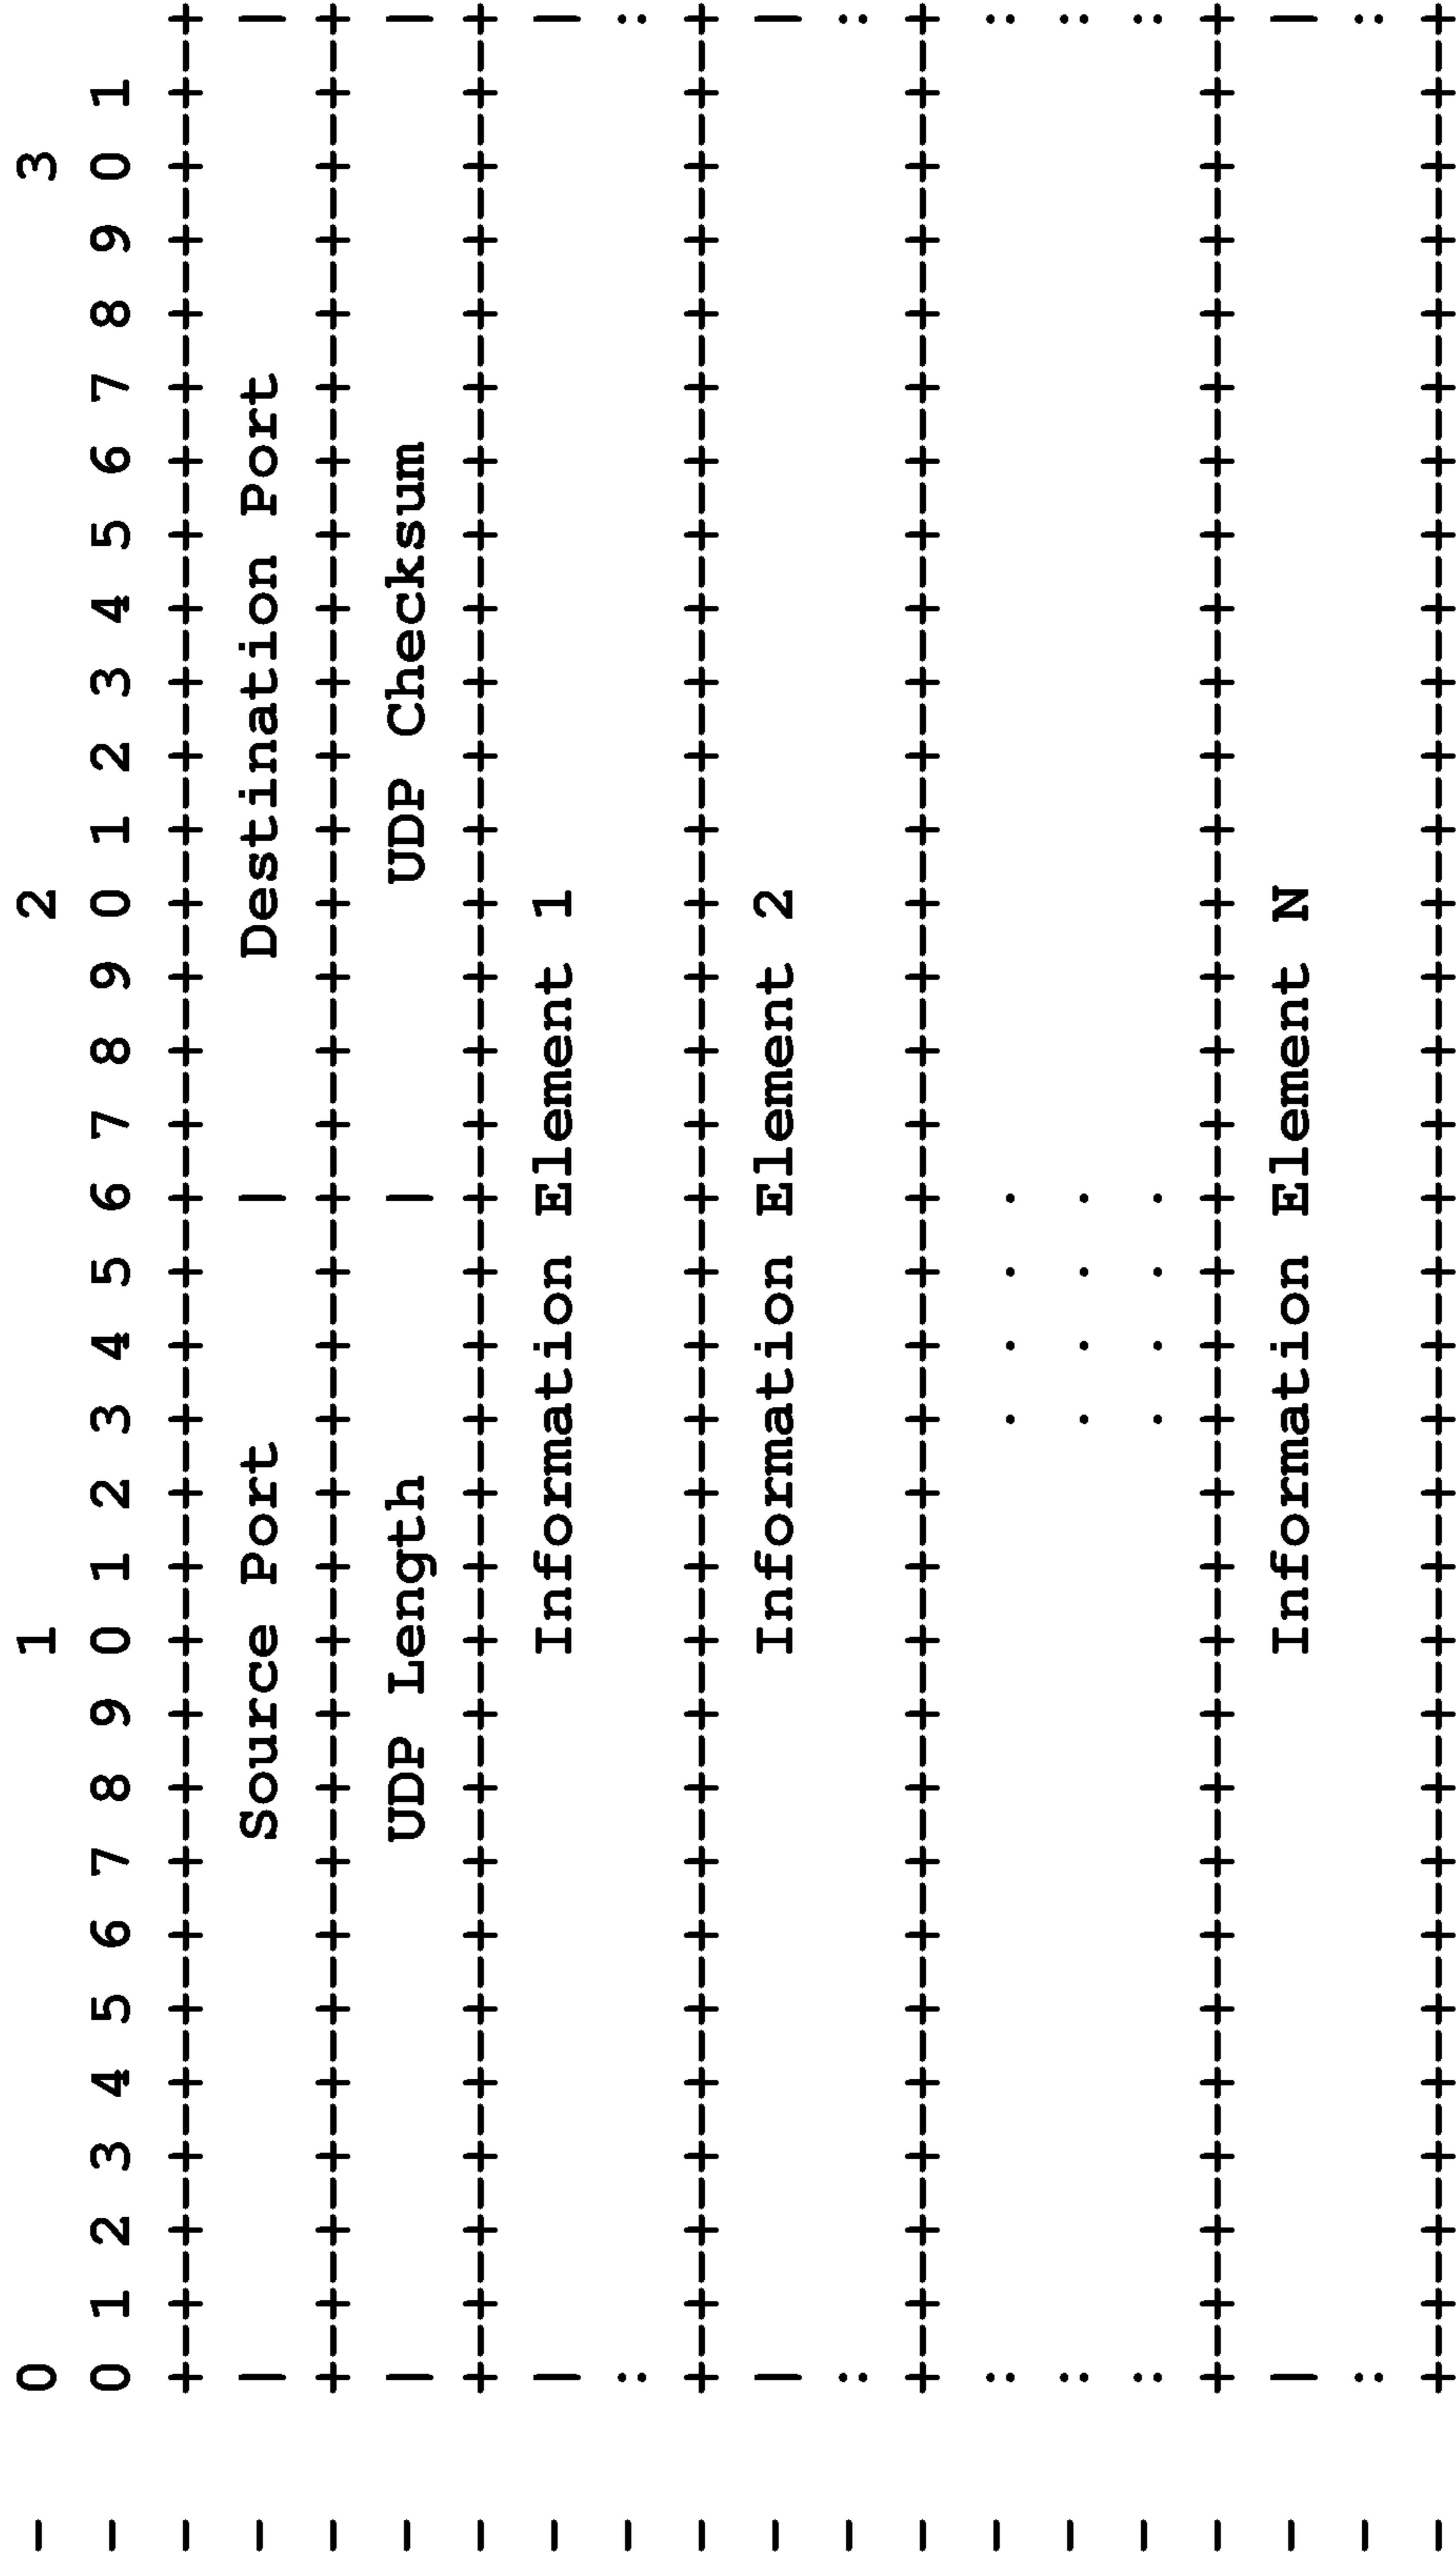 -   0                   1                   2                   3
-   0 1 2 3 4 5 6 7 8 9 0 1 2 3 4 5 6 7 8 9 0 1 2 3 4 5 6 7 8 9 0 1
-   +-+-+-+-+-+-+-+-+-+-+-+-+-+-+-+-+-+-+-+-+-+-+-+-+-+-+-+-+-+-+-+-+
-   |              Source Port      |      Destination Port         |
-   +-+-+-+-+-+-+-+-+-+-+-+-+-+-+-+-+-+-+-+-+-+-+-+-+-+-+-+-+-+-+-+-+
-   |              UDP Length       |        UDP Checksum           |
-   +-+-+-+-+-+-+-+-+-+-+-+-+-+-+-+-+-+-+-+-+-+-+-+-+-+-+-+-+-+-+-+-+
-   |                   Information Element 1                       |
-   :                                                               :
-   +-+-+-+-+-+-+-+-+-+-+-+-+-+-+-+-+-+-+-+-+-+-+-+-+-+-+-+-+-+-+-+-+
-   |                   Information Element 2                       |
-   :                                                               :
-   +-+-+-+-+-+-+-+-+-+-+-+-+-+-+-+-+-+-+-+-+-+-+-+-+-+-+-+-+-+-+-+-+
-   :                         . . . .                               :
-   :                         . . . .                               :
-   :                         . . . .                               :
-   +-+-+-+-+-+-+-+-+-+-+-+-+-+-+-+-+-+-+-+-+-+-+-+-+-+-+-+-+-+-+-+-+
-   |                   Information Element N                       |
-   :                                                               :
-   +-+-+-+-+-+-+-+-+-+-+-+-+-+-+-+-+-+-+-+-+-+-+-+-+-+-+-+-+-+-+-+-+